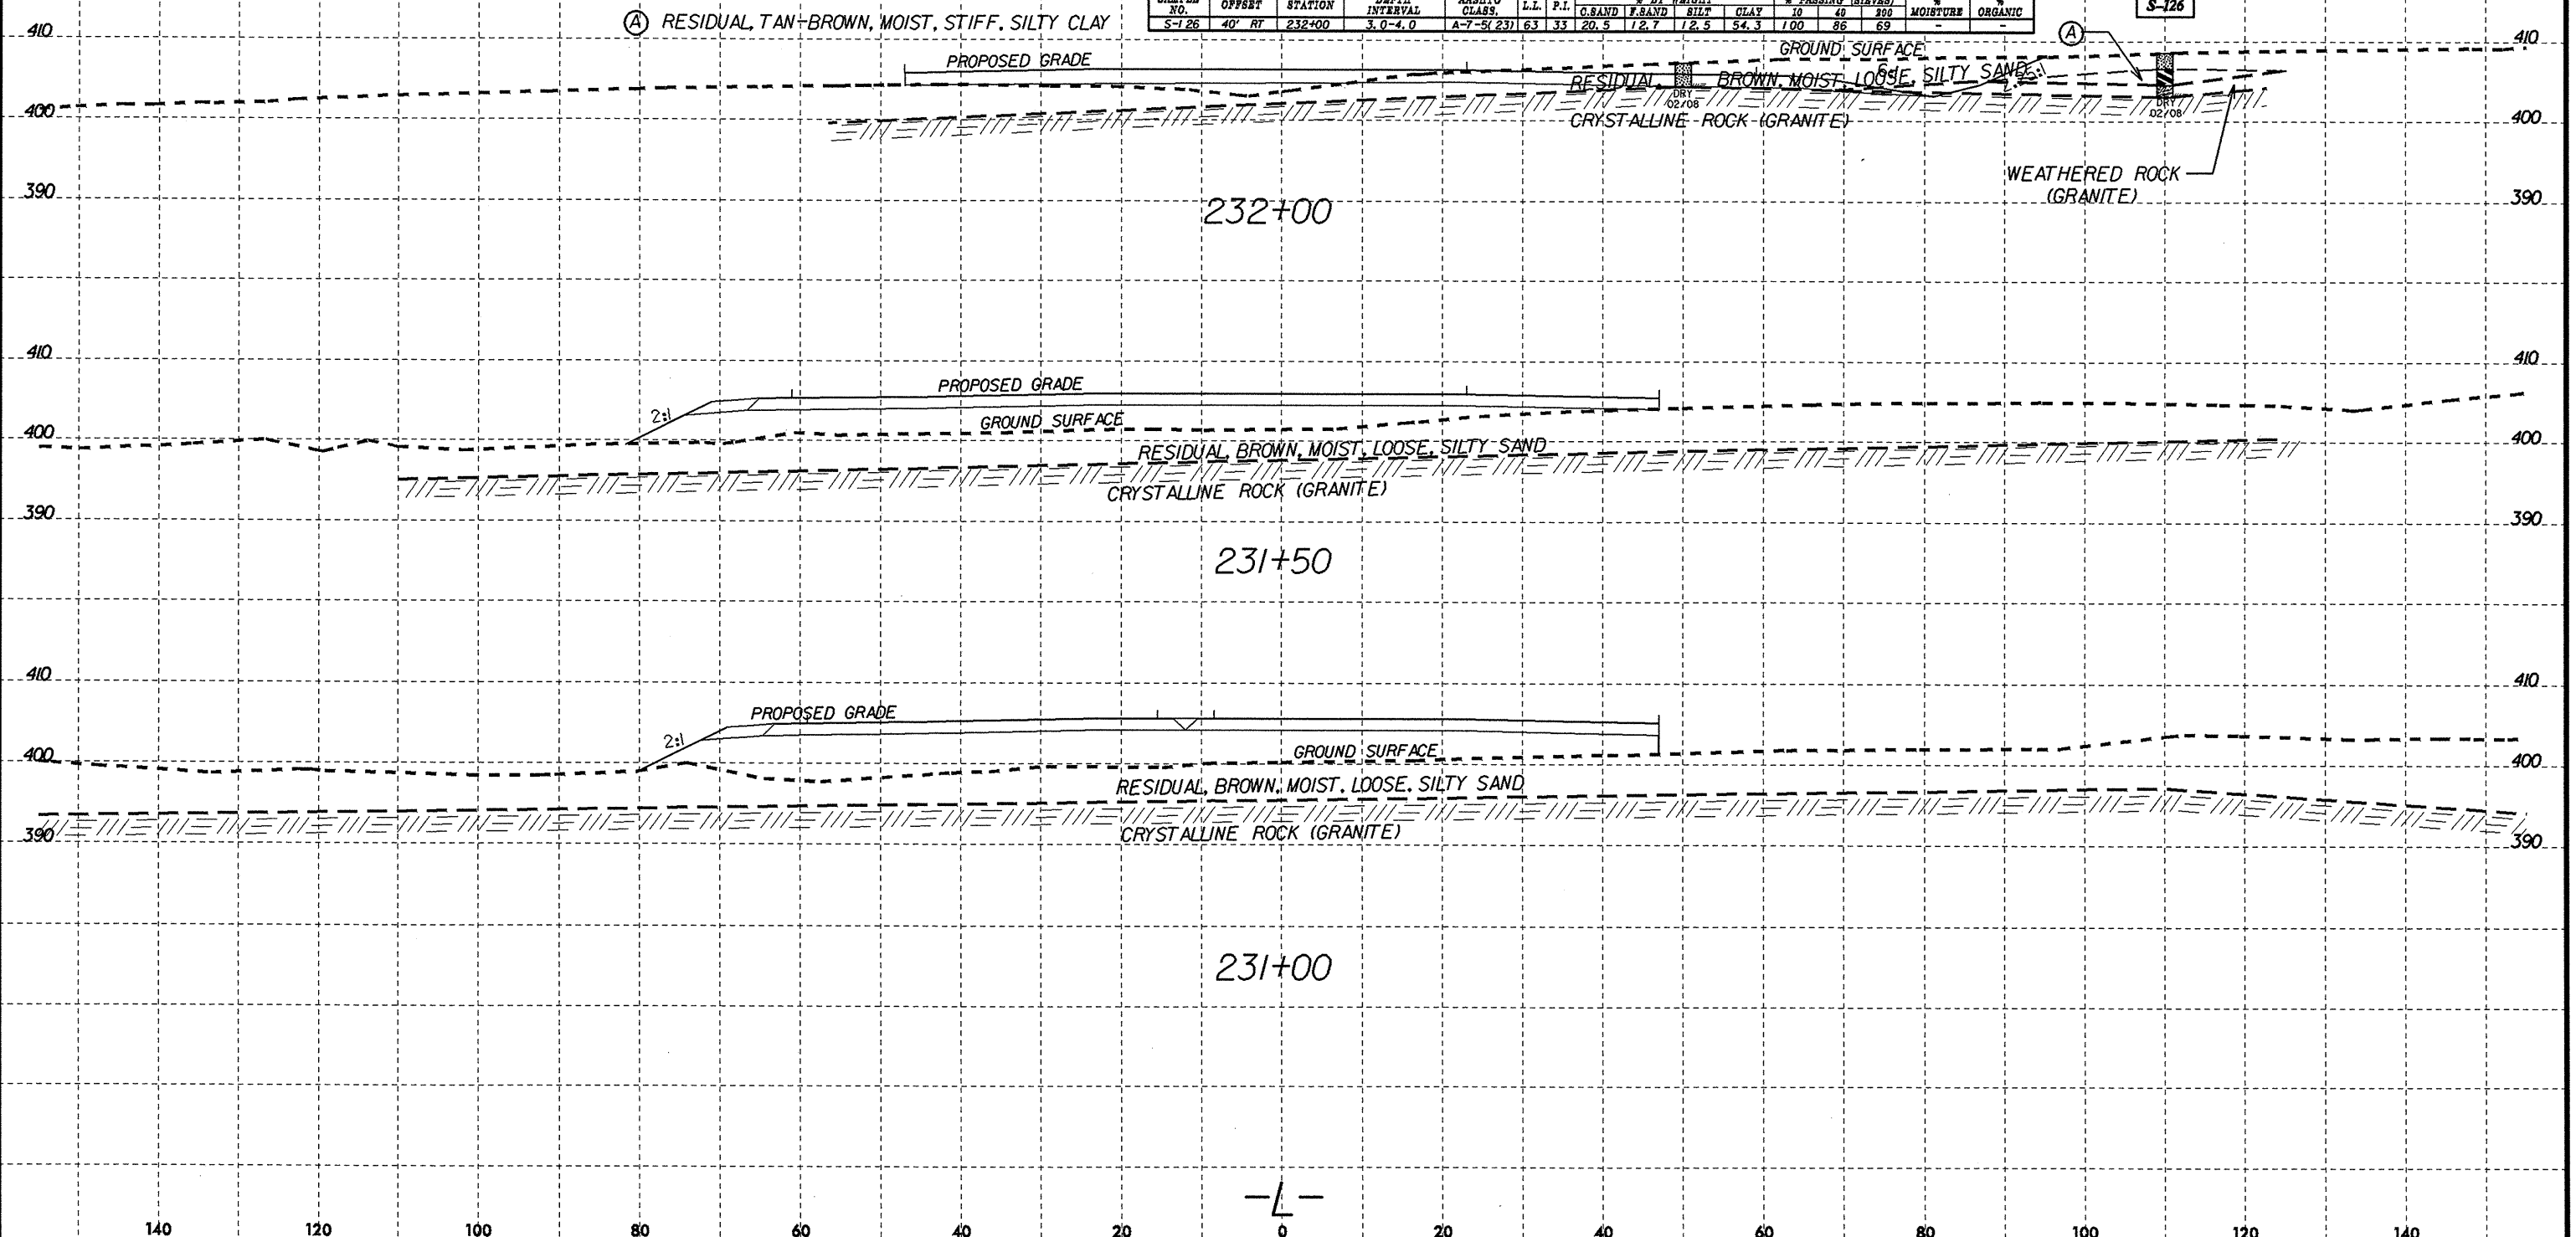 Ⓐ RESIDUAL, TAN-BROWN, MOIST, STIFF, SILTY CLAY
NO. OFFSET STATION INTERVAL CLASS. L.L. P.I. C.SAND F.SAND SILT CLAY 10 40 200 MOISTURE ORGANIC
S-126 40' RT 232+00 3.0-4.0 A-7-5(23) 63 33 20.5 12.7 12.5 54.3 100 86 69 - -
S-126
410 410
A
GROUND SURFACE
PROPOSED GRADE
RESIDUAL, BROWN, MOIST, LOOSE, SILTY SAND
6:1
2:1
DRY
02/08
DRY
02/08
400 400
CRYSTALLINE ROCK (GRANITE)
WEATHERED ROCK
(GRANITE)
390 390
232+00
410 410
PROPOSED GRADE
2:1
GROUND SURFACE
400 400
RESIDUAL, BROWN, MOIST, LOOSE, SILTY SAND
CRYSTALLINE ROCK (GRANITE)
390 390
231+50
410 410
PROPOSED GRADE
2:1
GROUND SURFACE
400 400
RESIDUAL, BROWN, MOIST, LOOSE, SILTY SAND
CRYSTALLINE ROCK (GRANITE)
390 390
231+00
-L-
140 120 100 80 60 40 20 0 20 40 60 80 100 120 140